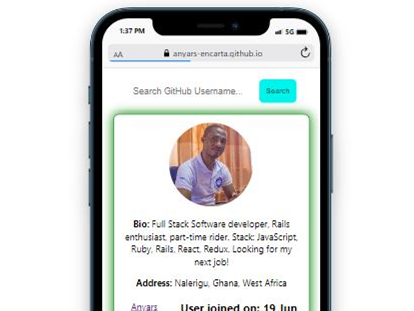 1:37 PM 5G
AA anyars-encarta.github.io
Search GitHub Username... Search
Bio: Full Stack Software developer, Rails
enthusiast, part-time rider. Stack: JavaScript,
Ruby, Rails, React, Redux. Looking for my
next job!
Address: Nalerigu, Ghana, West Africa
Anyars User joined on: 19 Jun